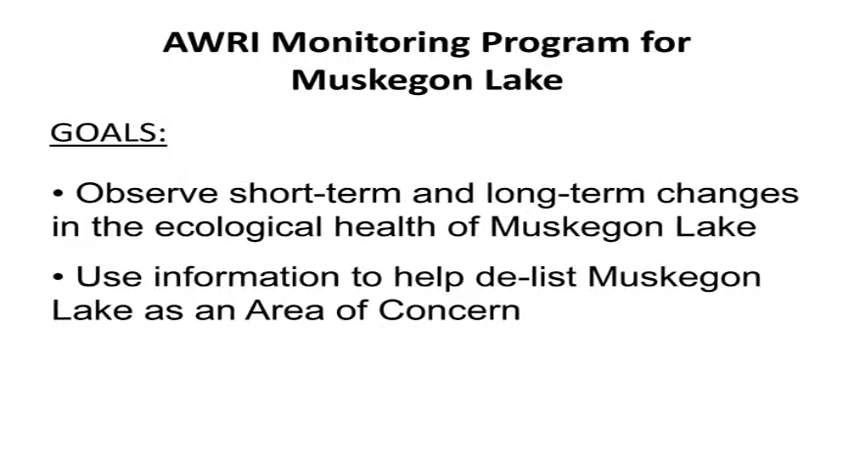 AWRI Monitoring Program for
Muskegon Lake
GOALS:
• Observe short-term and long-term changes
in the ecological health of Muskegon Lake
• Use information to help de-list Muskegon
Lake as an Area of Concern